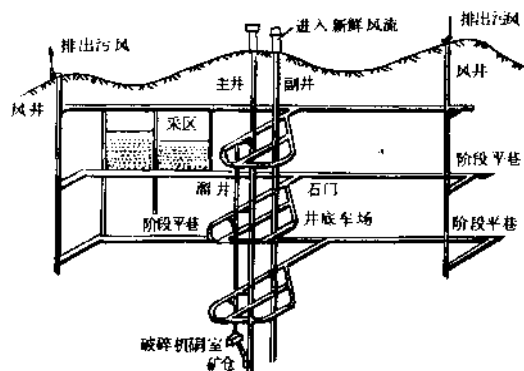 进入新鲜风流
排出污风
排出污风
主井
副井
风井
风井
采区
阶段平巷
溜井
石门
阶段平巷
井底车场
阶段平巷
破碎机硐室
矿仓